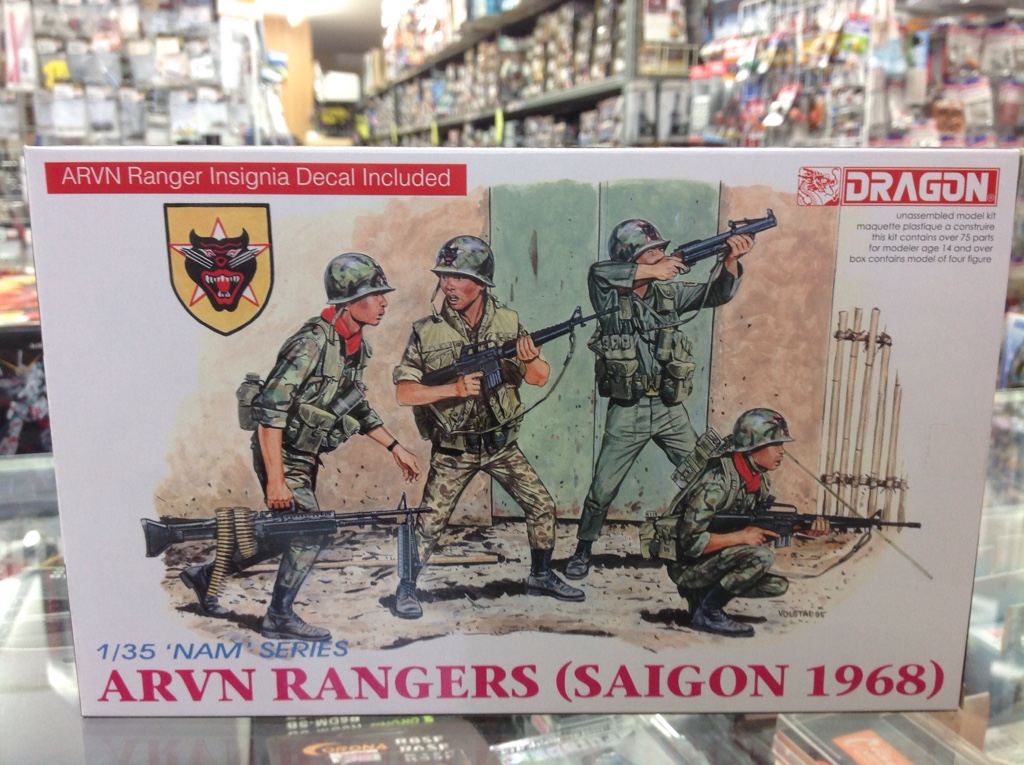 ARVN Ranger Insignia Decal Included
DRAGON
unassembled model kit
maquette plastique a construire
this kit contains over 75 parts
for modeler age 14 and over
box contains model of four figure
1/35 'NAM' SERIES
ARVN RANGERS (SAIGON 1968)